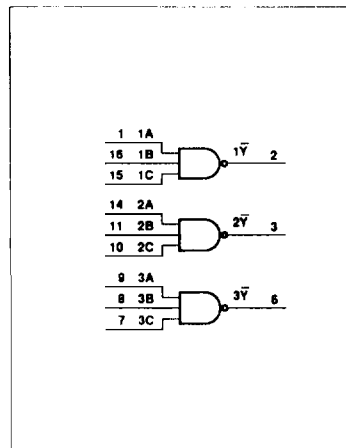 1 1A
16 1B 1Y̅ 2
15 1C
14 2A
11 2B 2Y̅ 3
10 2C
9 3A
8 3B 3Y̅ 6
7 3C